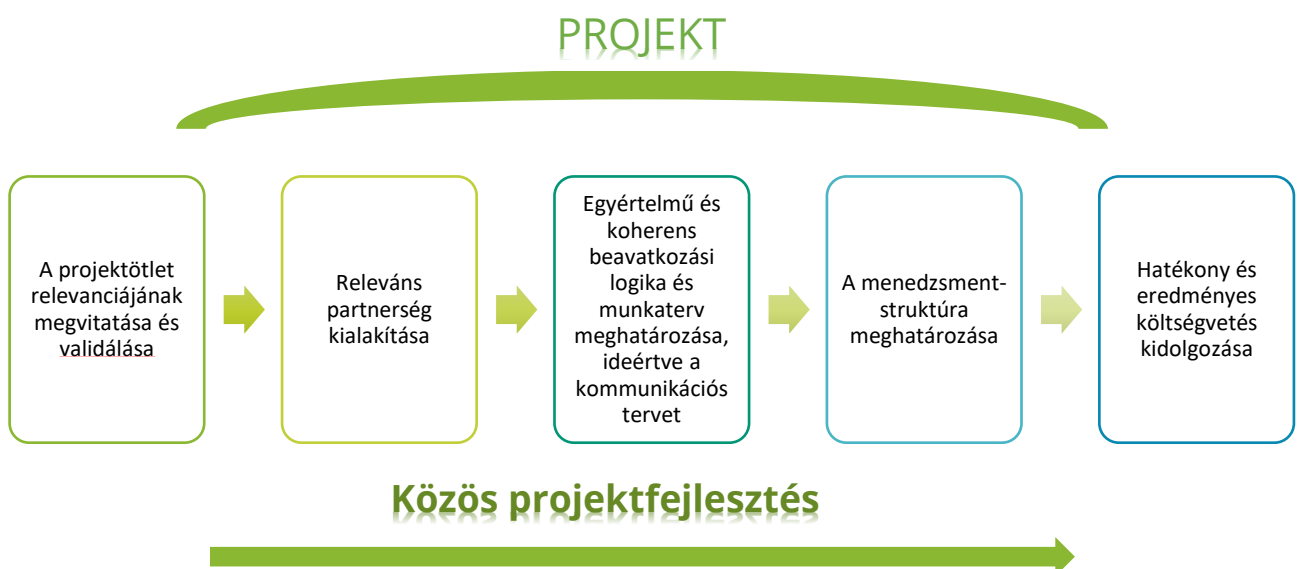 PROJEKT
A projektötlet
relevanciájának
megvitatása és
validálása
Releváns
partnerség
kialakítása
Egyértelmű és
koherens
beavatkozási
logika és
munkaterv
meghatározása,
ideértve a
kommunikációs
tervet
A menedzsment-
struktúra
meghatározása
Hatékony és
eredményes
költségvetés
kidolgozása
Közös projektfejlesztés